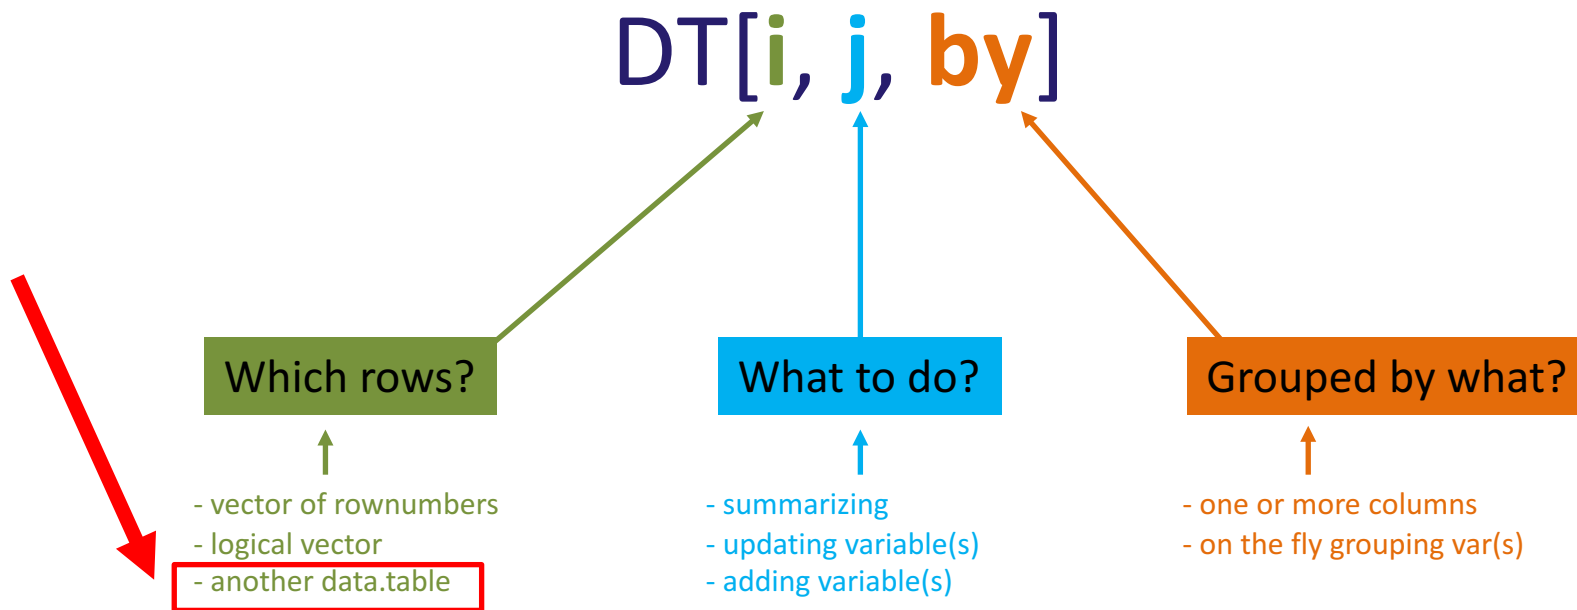 DT[i, j, by]
Which rows?
- vector of rownumbers
- logical vector
- another data.table
What to do?
- summarizing
- updating variable(s)
- adding variable(s)
Grouped by what?
- one or more columns
- on the fly grouping var(s)